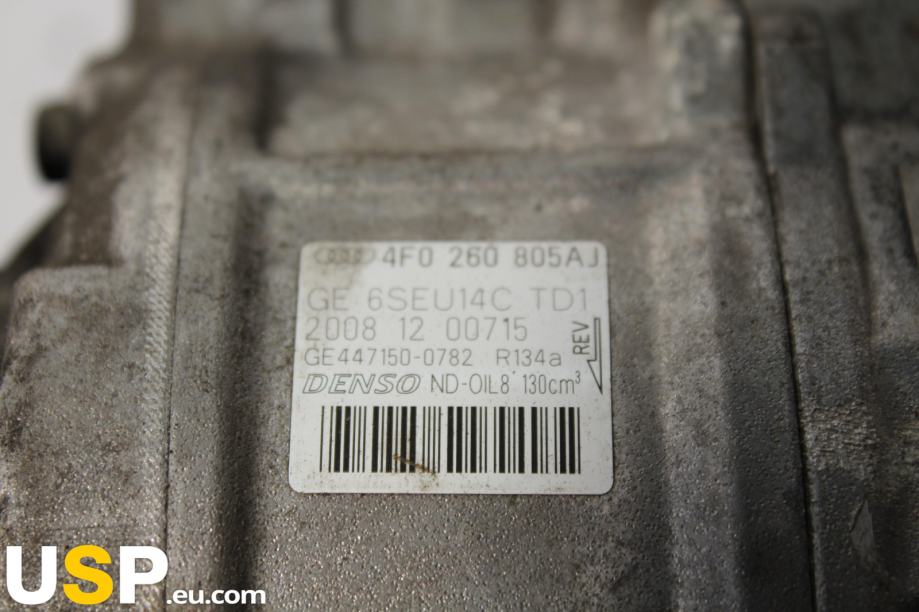 4F0 260 805AJ
GE 6SEU14C TD1
2008 12 00715
GE447150-0782 R134a
REV
DENSO ND-OIL8 130cm³
USP.eu.com